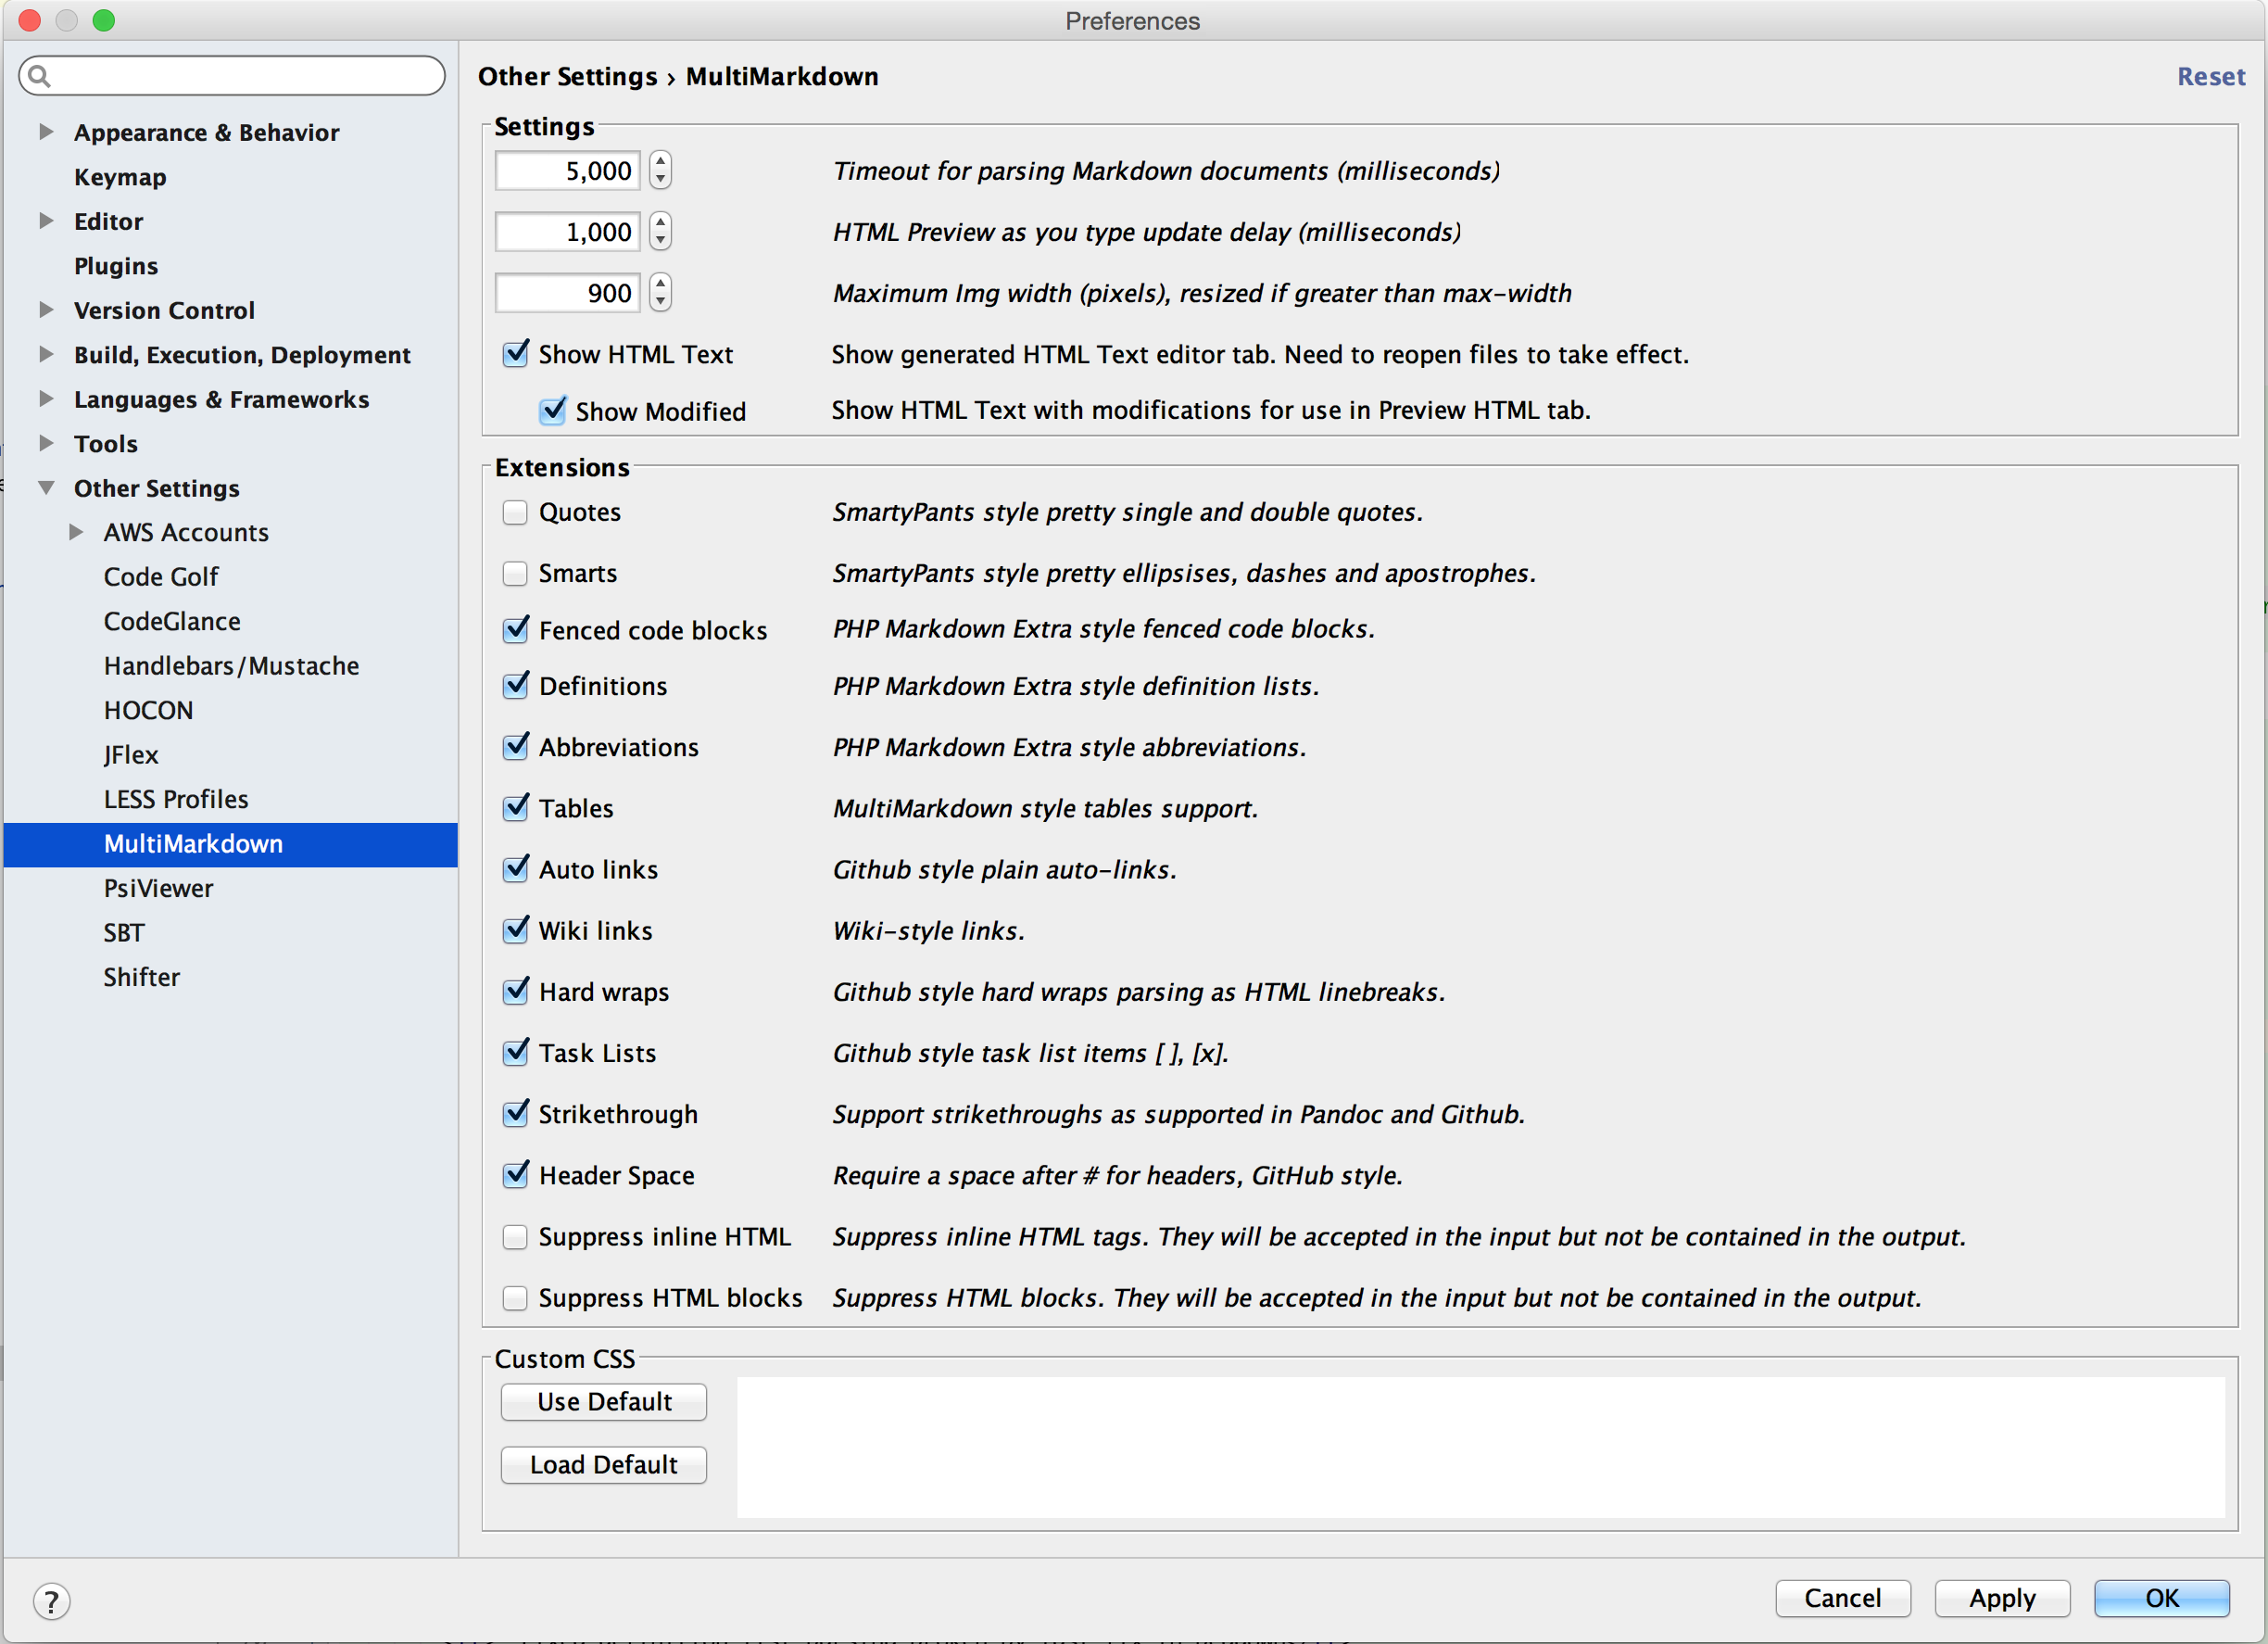 Preferences
Other Settings › MultiMarkdown
Reset
Appearance & Behavior
Keymap
Editor
Plugins
Version Control
Build, Execution, Deployment
Languages & Frameworks
Tools
Other Settings
AWS Accounts
Code Golf
CodeGlance
Handlebars/Mustache
HOCON
JFlex
LESS Profiles
MultiMarkdown
PsiViewer
SBT
Shifter
Settings
5,000 Timeout for parsing Markdown documents (milliseconds)
1,000 HTML Preview as you type update delay (milliseconds)
900 Maximum Img width (pixels), resized if greater than max-width
Show HTML Text Show generated HTML Text editor tab. Need to reopen files to take effect.
Show Modified Show HTML Text with modifications for use in Preview HTML tab.
Extensions
Quotes SmartyPants style pretty single and double quotes.
Smarts SmartyPants style pretty ellipsises, dashes and apostrophes.
Fenced code blocks PHP Markdown Extra style fenced code blocks.
Definitions PHP Markdown Extra style definition lists.
Abbreviations PHP Markdown Extra style abbreviations.
Tables MultiMarkdown style tables support.
Auto links Github style plain auto-links.
Wiki links Wiki-style links.
Hard wraps Github style hard wraps parsing as HTML linebreaks.
Task Lists Github style task list items [ ], [x].
Strikethrough Support strikethroughs as supported in Pandoc and Github.
Header Space Require a space after # for headers, GitHub style.
Suppress inline HTML Suppress inline HTML tags. They will be accepted in the input but not be contained in the output.
Suppress HTML blocks Suppress HTML blocks. They will be accepted in the input but not be contained in the output.
Custom CSS
Use Default
Load Default
?
Cancel
Apply
OK